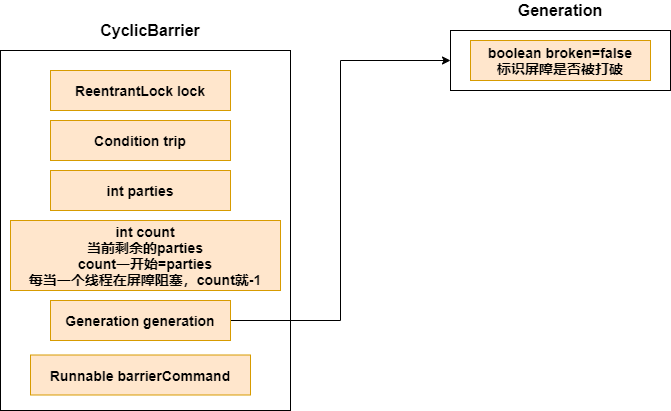 CyclicBarrier
ReentrantLock lock
Condition trip
int parties
int count
当前剩余的parties
count一开始=parties
每当一个线程在屏障阻塞，count就-1
Generation generation
Runnable barrierCommand
Generation
boolean broken=false
标识屏障是否被打破